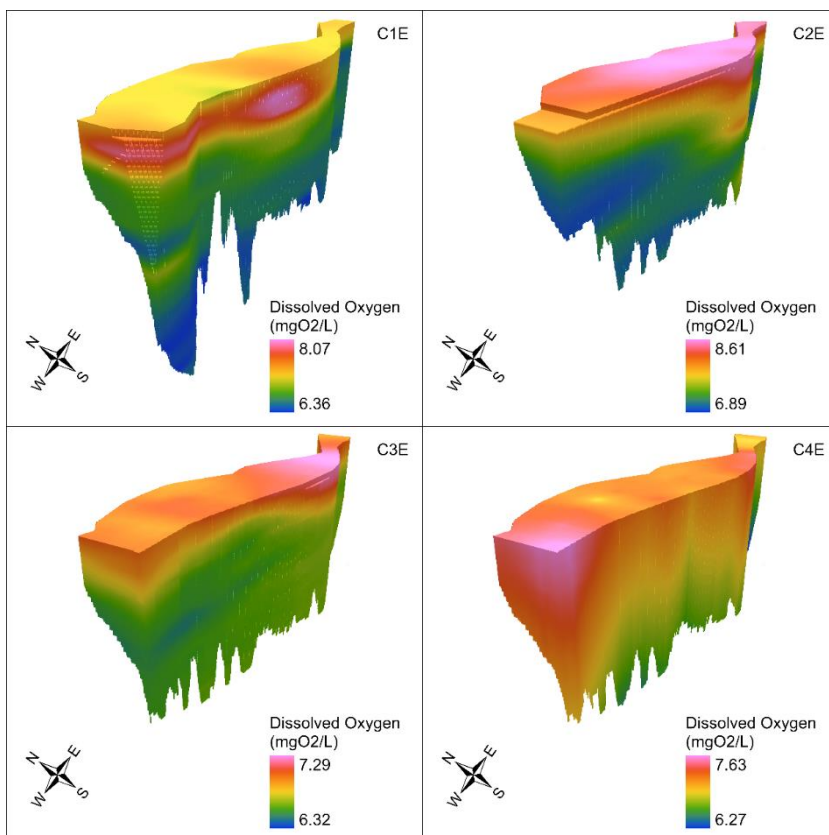 C1E
Dissolved Oxygen
(mgO2/L)
8.07
6.36
N
E
W
S
C2E
Dissolved Oxygen
(mgO2/L)
8.61
6.89
N
E
W
S
C3E
Dissolved Oxygen
(mgO2/L)
7.29
6.32
N
E
W
S
C4E
Dissolved Oxygen
(mgO2/L)
7.63
6.27
N
E
W
S